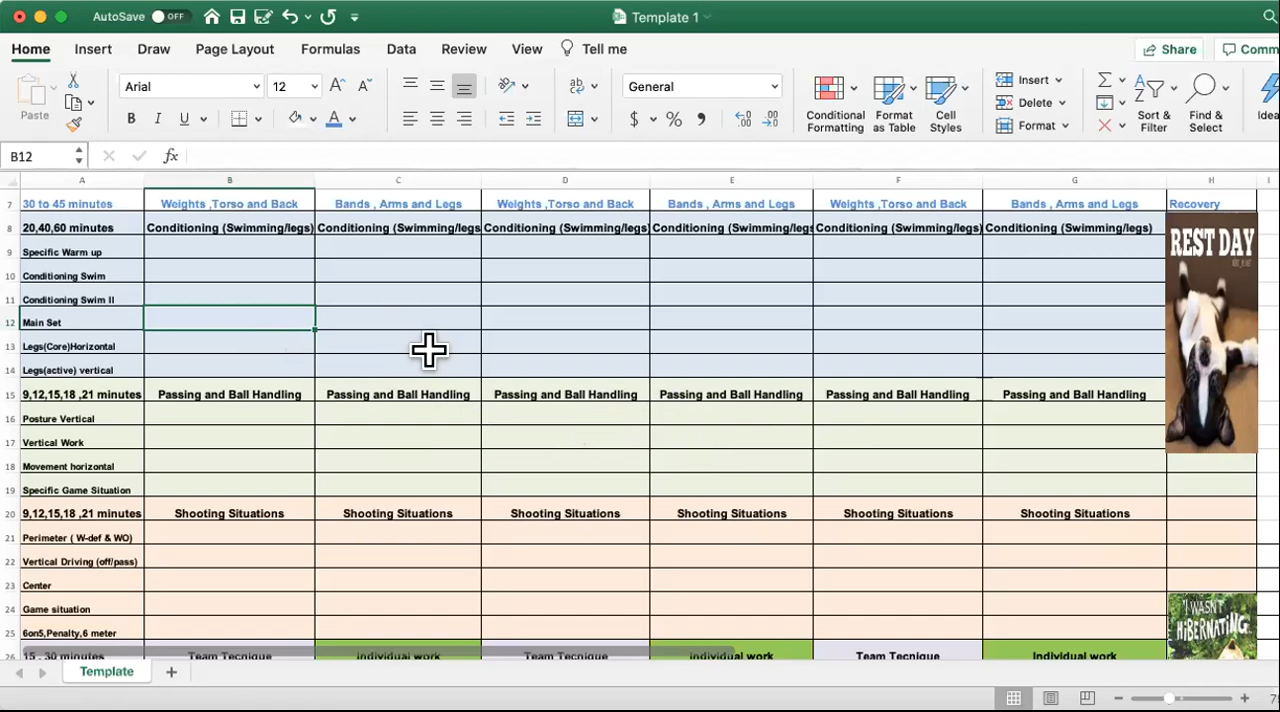 AutoSave OFF Template 1
Home Insert Draw Page Layout Formulas Data Review View Tell me Share Comm
Paste Arial 12 A A ab General Insert Delete Format
B I U A $ % Conditional Formatting Format as Table Cell Styles Sort & Filter Find & Select Idea
B12 fx
A B C D E F G H I
7 30 to 45 minutes Weights ,Torso and Back Bands , Arms and Legs Weights ,Torso and Back Bands , Arms and Legs Weights ,Torso and Back Bands , Arms and Legs Recovery
8 20,40,60 minutes Conditioning (Swimming/legs) Conditioning (Swimming/legs Conditioning (Swimming/legs) Conditioning (Swimming/legs Conditioning (Swimming/legs) Conditioning (Swimming/legs)
REST DAY
9 Specific Warm up
10 Conditioning Swim
11 Conditioning Swim II
12 Main Set
13 Legs(Core)Horizontal
14 Legs(active) vertical
15 9,12,15,18 ,21 minutes Passing and Ball Handling Passing and Ball Handling Passing and Ball Handling Passing and Ball Handling Passing and Ball Handling Passing and Ball Handling
16 Posture Vertical
17 Vertical Work
18 Movement horizontal
19 Specific Game Situation
20 9,12,15,18 ,21 minutes Shooting Situations Shooting Situations Shooting Situations Shooting Situations Shooting Situations Shooting Situations
21 Perimeter ( W-def & WO)
22 Vertical Driving (off/pass)
23 Center
24 Game situation
"I WASN'T
HIBERNATING,
25 6on5,Penalty,6 meter
26 15 , 30 minutes Team Tecnique Individual work Team Tecnique Individual work Team Tecnique Individual work
Template